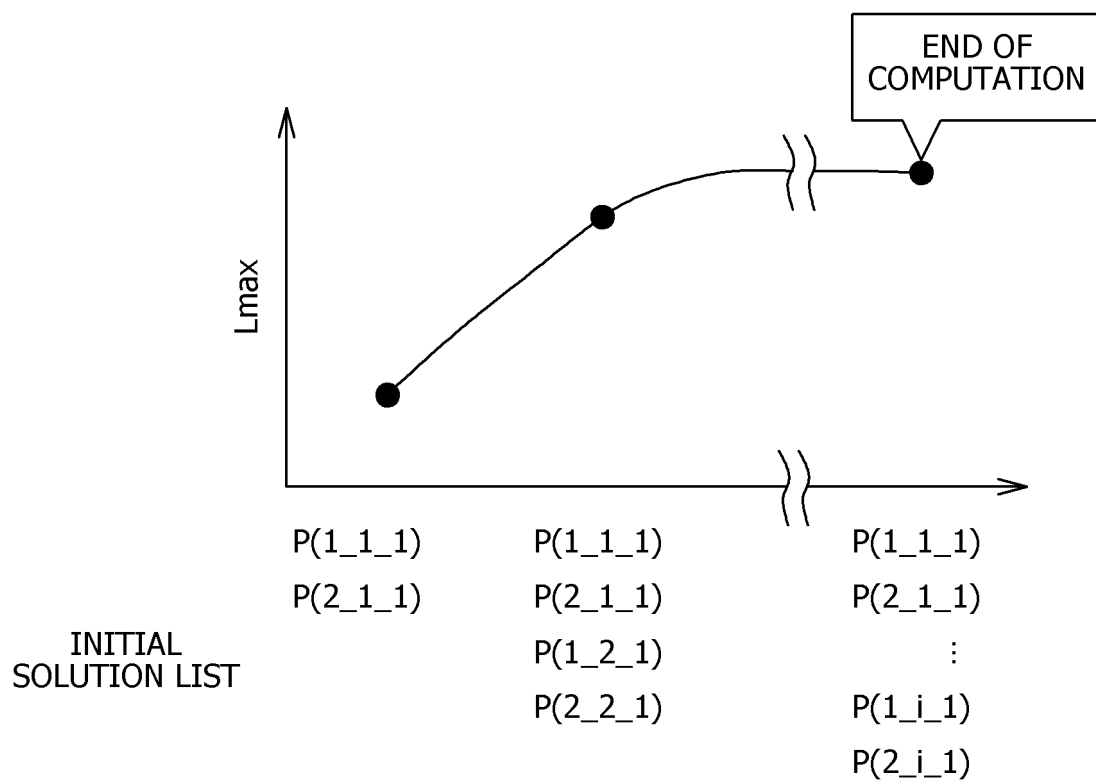 END OF
COMPUTATION
Lmax
P(1_1_1) P(1_1_1) P(1_1_1)
P(2_1_1) P(2_1_1) P(2_1_1)
INITIAL
SOLUTION LIST
P(1_2_1) ⋮
P(2_2_1) P(1_i_1)
P(2_i_1)